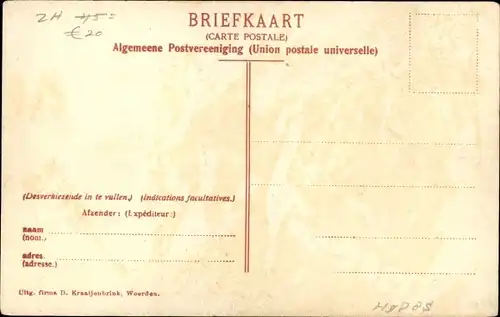 2H 45=
€ 20
BRIEFKAART
(CARTE POSTALE)
Algemeene Postvereeniging (Union postale universelle)
(Desverkiezende in te vullen.) (Indications facultatives.)
Afzender: (Expéditeur:)
naam
(nom.)
adres.
(adresse.)
Uitg. firma D. Kraaijenbrink, Woerden.